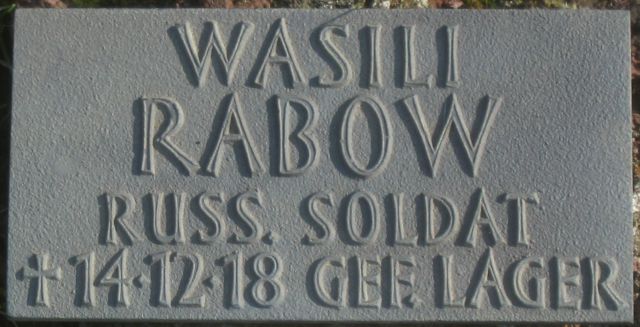 WASILI
RABOW
RUSS. SOLDAT
✝14·12·18 GEF. LAGER